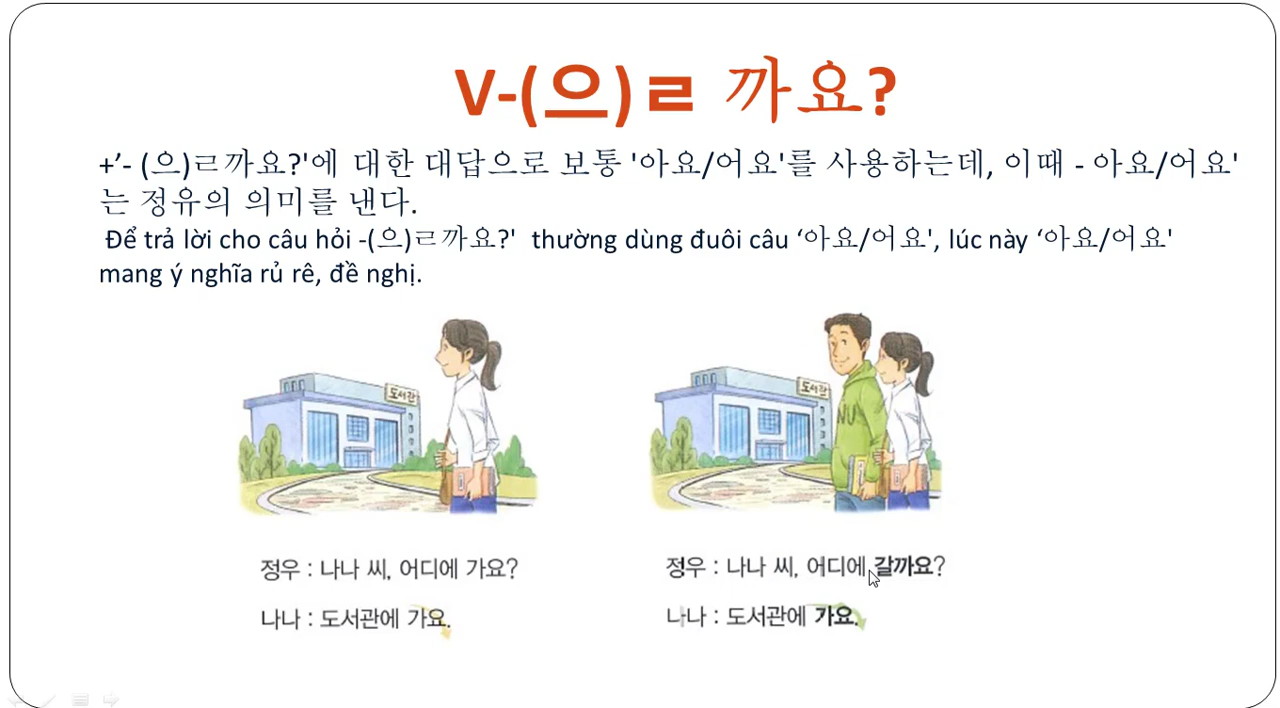 V-(으)ㄹ 까요?
+’- (으)ㄹ까요?'에 대한 대답으로 보통 '아요/어요'를 사용하는데, 이때 - 아요/어요'
는 정유의 의미를 낸다.
Để trả lời cho câu hỏi -(으)ㄹ까요?' thường dùng đuôi câu ‘아요/어요', lúc này ‘아요/어요'
mang ý nghĩa rủ rê, đề nghị.
도서관
도서관
정우 : 나나 씨, 어디에 가요?
나나 : 도서관에 가요.
정우 : 나나 씨, 어디에 갈까요?
나나 : 도서관에 가요.